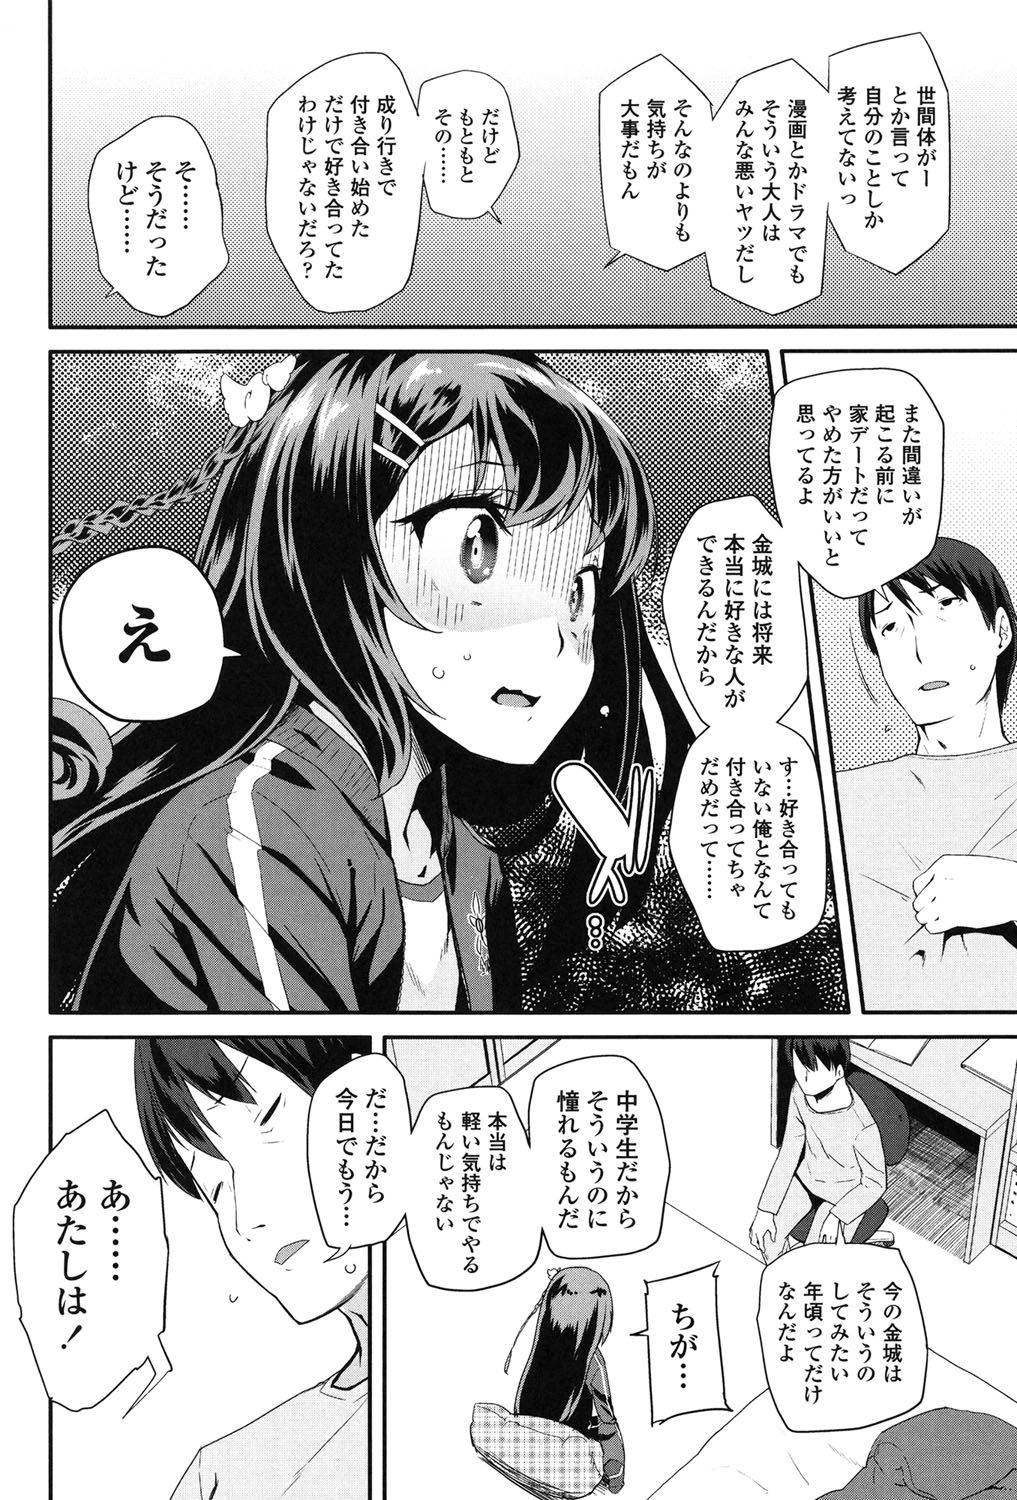 世間体がー
とか言って
自分のことしか
考えてないっ
漫画とかドラマでも
そういう大人は
みんな悪いヤツだし
そんなのよりも
気持ちが
大事だもん
だけど
もともと
その……
成り行きで
付き合い始めた
だけで好き合ってた
わけじゃないだろ?
そ……
そうだった
けど……
また間違いが
起こる前に
家デートだって
やめた方がいいと
思ってるよ
金城には将来
本当に好きな人が
できるんだから
す…好き合っても
いない俺となんて
付き合ってちゃ
だめだって……
え
今の金城は
そういうの
してみたい
年頃ってだけ
なんだよ
ちが…
中学生だから
そういうのに
憧れるもんだ
本当は
軽い気持ちでやる
もんじゃない
だ…だから
今日でもう…
あ……
あたしは!